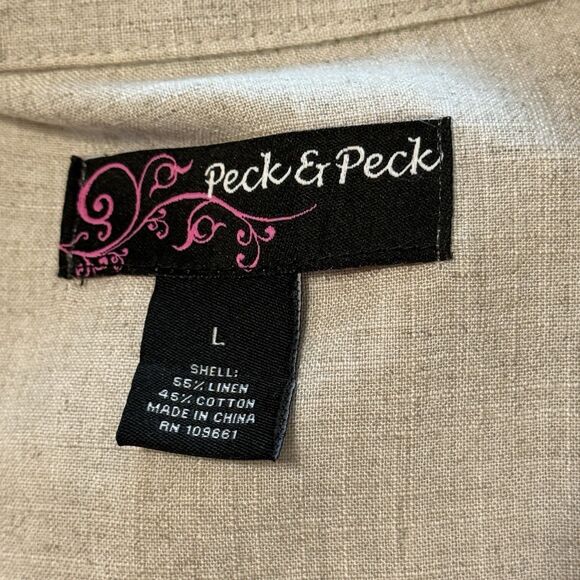 Peck & Peck
L
SHELL:
55% LINEN
45% COTTON
MADE IN CHINA
RN 109661